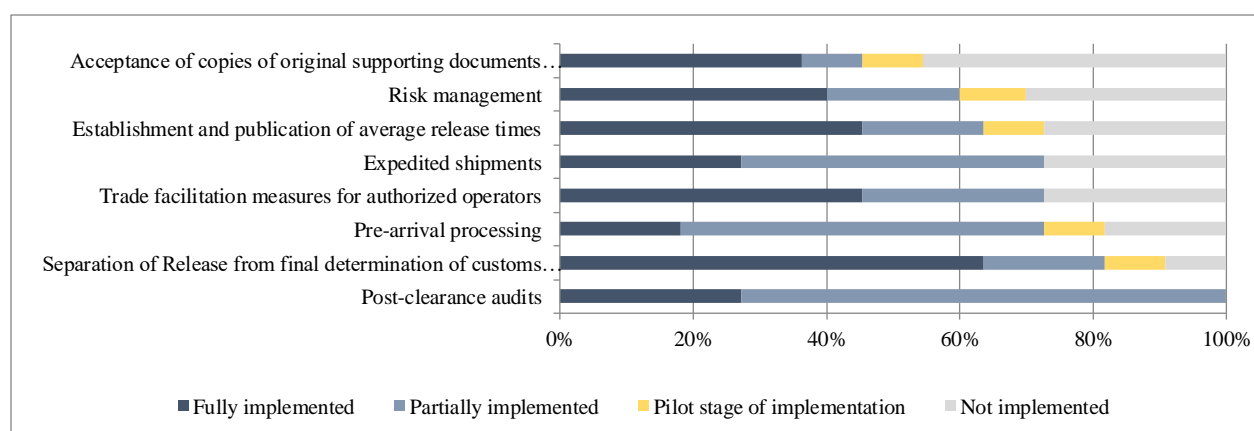 Acceptance of copies of original supporting documents…
Risk management
Establishment and publication of average release times
Expedited shipments
Trade facilitation measures for authorized operators
Pre-arrival processing
Separation of Release from final determination of customs…
Post-clearance audits
0% 20% 40% 60% 80% 100%
Fully implemented Partially implemented Pilot stage of implementation Not implemented